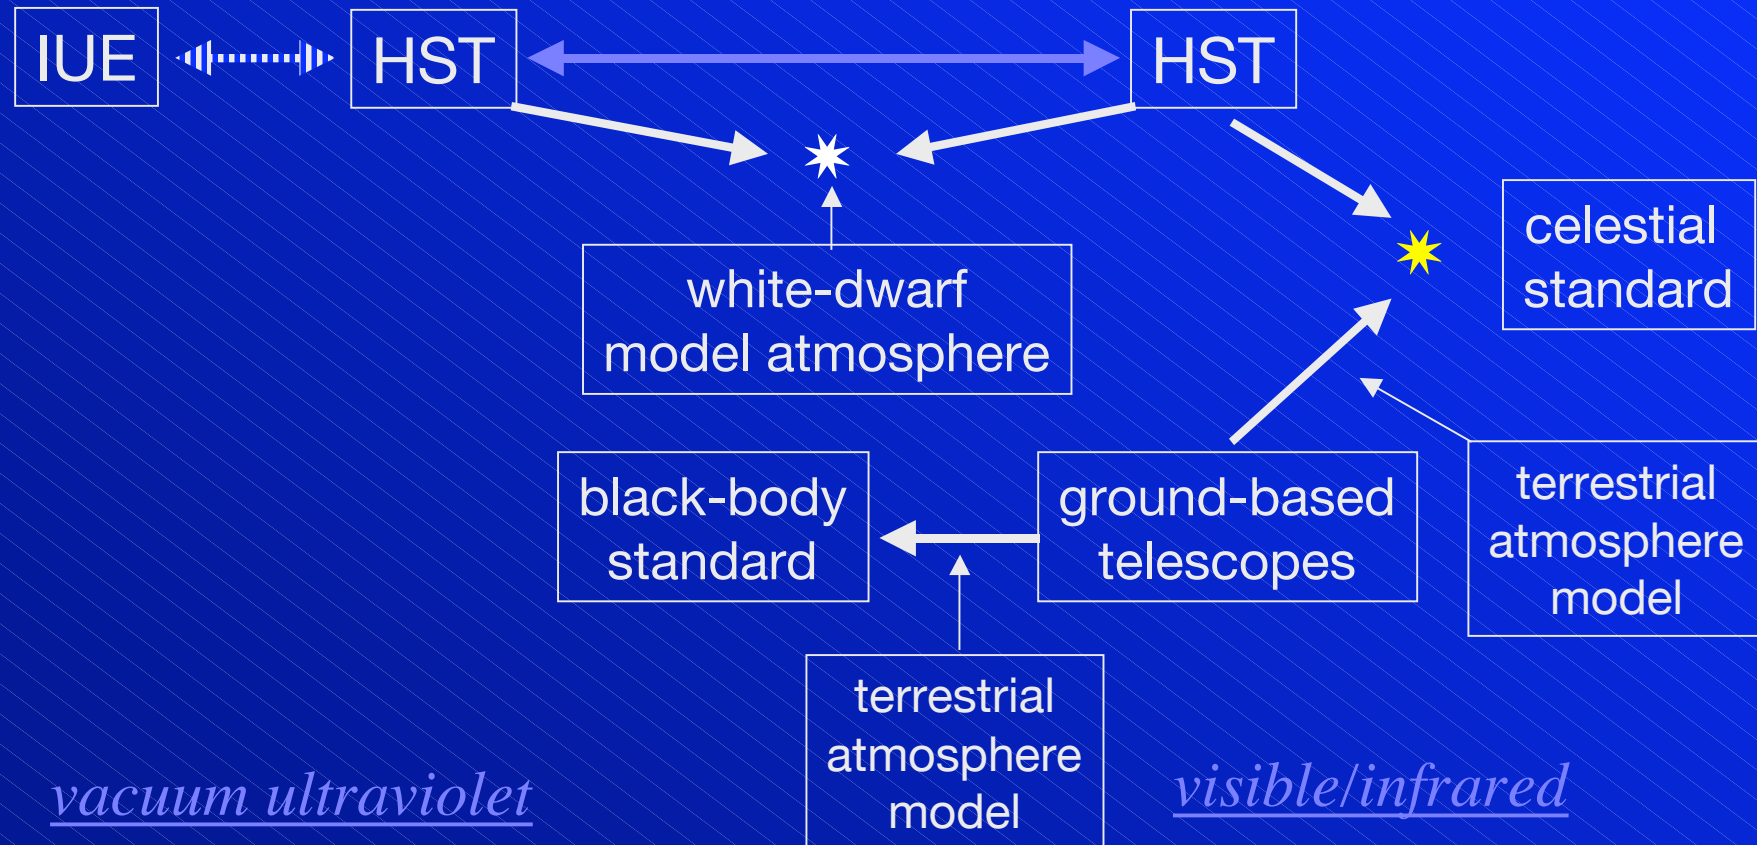 IUE
HST
HST
celestial
standard
white-dwarf
model atmosphere
black-body
standard
ground-based
telescopes
terrestrial
atmosphere
model
terrestrial
atmosphere
model
vacuum ultraviolet
visible/infrared